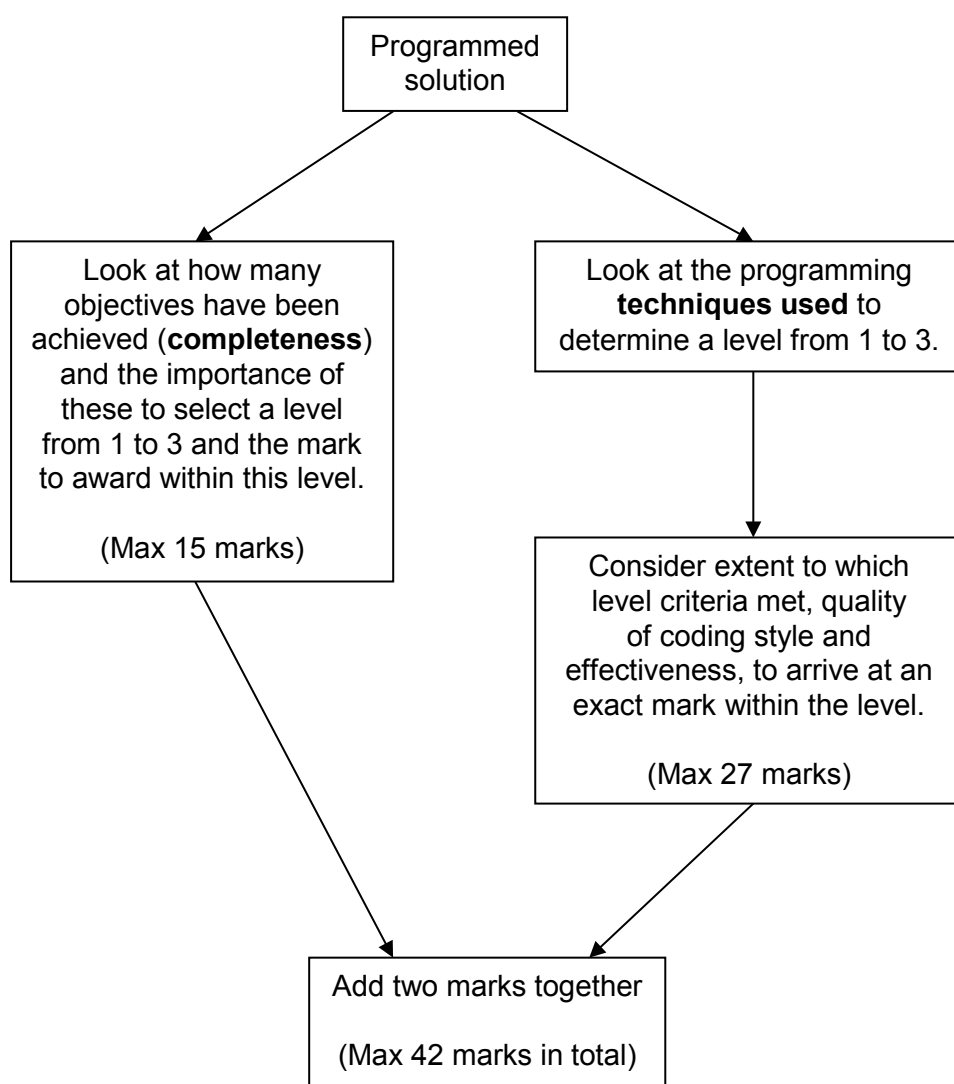 Programmed
solution
Look at how many
objectives have been
achieved (completeness)
and the importance of
these to select a level
from 1 to 3 and the mark
to award within this level.
(Max 15 marks)
Look at the programming
techniques used to
determine a level from 1 to 3.
Consider extent to which
level criteria met, quality
of coding style and
effectiveness, to arrive at an
exact mark within the level.
(Max 27 marks)
Add two marks together
(Max 42 marks in total)